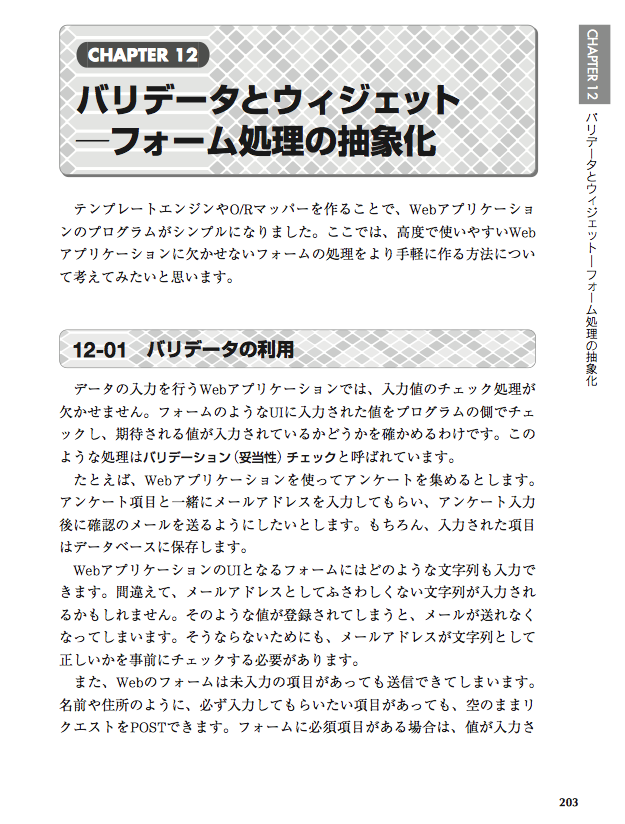 CHAPTER 12
バリデータとウィジェット
―フォーム処理の抽象化
テンプレートエンジンやO/Rマッパーを作ることで、Webアプリケーショ
ンのプログラムがシンプルになりました。ここでは、高度で使いやすいWeb
アプリケーションに欠かせないフォームの処理をより手軽に作る方法につい
て考えてみたいと思います。
12-01 バリデータの利用
データの入力を行うWebアプリケーションでは、入力値のチェック処理が
欠かせません。フォームのようなUIに入力された値をプログラムの側でチェ
ックし、期待される値が入力されているかどうかを確かめるわけです。この
ような処理はバリデーション（妥当性）チェックと呼ばれています。
たとえば、Webアプリケーションを使ってアンケートを集めるとします。
アンケート項目と一緒にメールアドレスを入力してもらい、アンケート入力
後に確認のメールを送るようにしたいとします。もちろん、入力された項目
はデータベースに保存します。
WebアプリケーションのUIとなるフォームにはどのような文字列も入力で
きます。間違えて、メールアドレスとしてふさわしくない文字列が入力され
るかもしれません。そのような値が登録されてしまうと、メールが送れなく
なってしまいます。そうならないためにも、メールアドレスが文字列として
正しいかを事前にチェックする必要があります。
また、Webのフォームは未入力の項目があっても送信できてしまいます。
名前や住所のように、必ず入力してもらいたい項目があっても、空のままリ
クエストをPOSTできます。フォームに必須項目がある場合は、値が入力さ
CHAPTER 12 バリデータとウィジェット―フォーム処理の抽象化
203